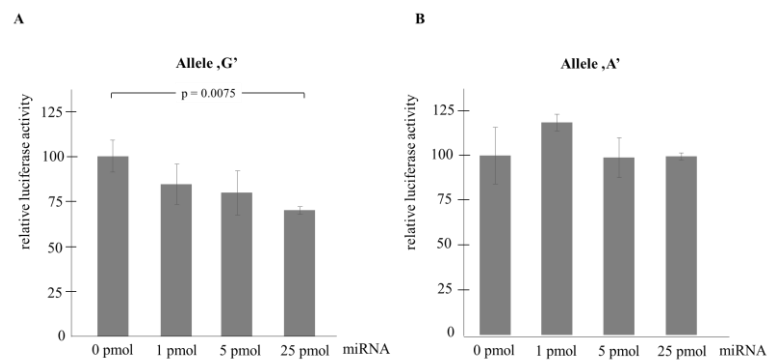 A
Allele ‚G’
p = 0.0075
relative luciferase activity
125
100
75
50
25
0
0 pmol 1 pmol 5 pmol 25 pmol miRNA
B
Allele ‚A’
relative luciferase activity
125
100
75
50
25
0
0 pmol 1 pmol 5 pmol 25 pmol miRNA